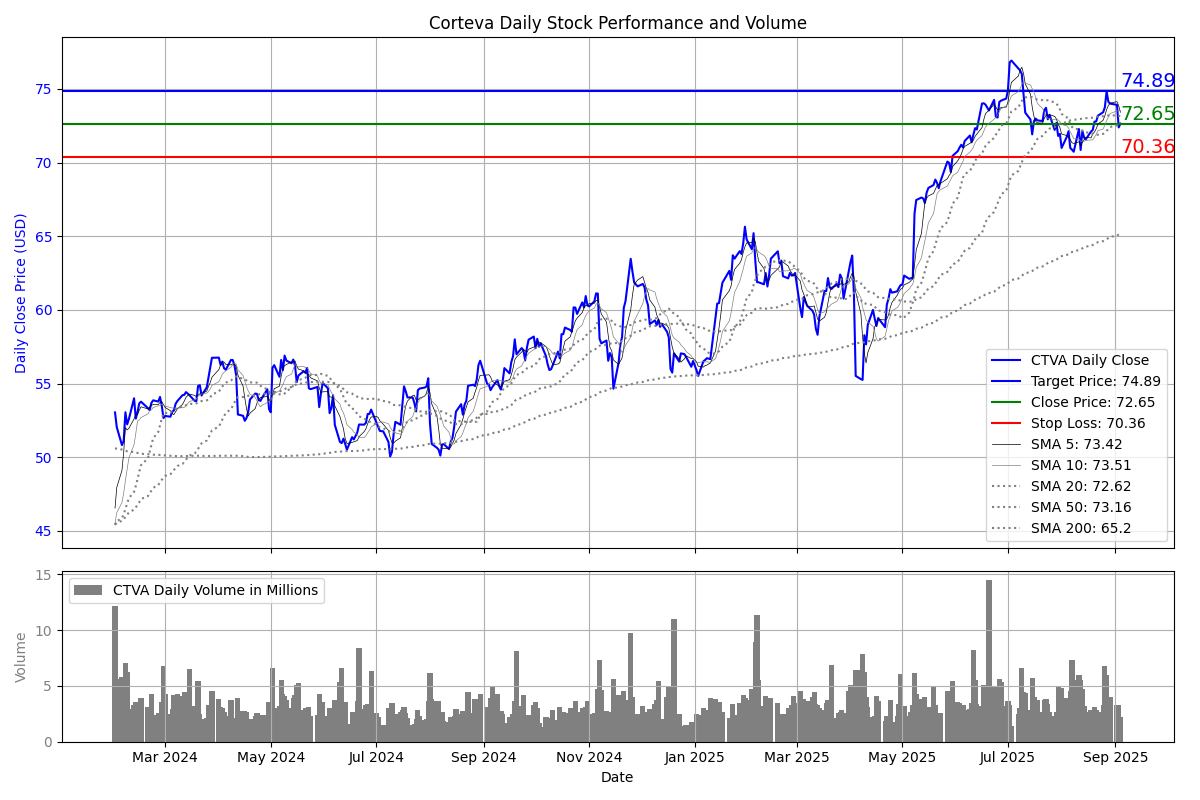 Corteva Daily Stock Performance and Volume
Daily Close Price (USD)
75
70
65
60
55
50
45
74.89
72.65
70.36
CTVA Daily Close
Target Price: 74.89
Close Price: 72.65
Stop Loss: 70.36
SMA 5: 73.42
SMA 10: 73.51
SMA 20: 72.62
SMA 50: 73.16
SMA 200: 65.2
Volume
15
10
5
0
CTVA Daily Volume in Millions
Mar 2024
May 2024
Jul 2024
Sep 2024
Nov 2024
Jan 2025
Mar 2025
May 2025
Jul 2025
Sep 2025
Date